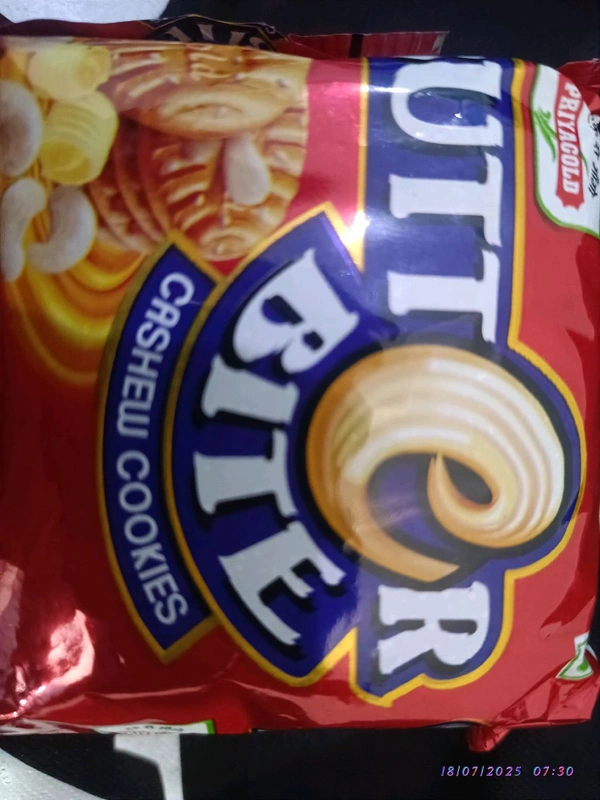 PRIYAGOLD
UTTER
BITE
CASHEW COOKIES
18/07/2025 07:30